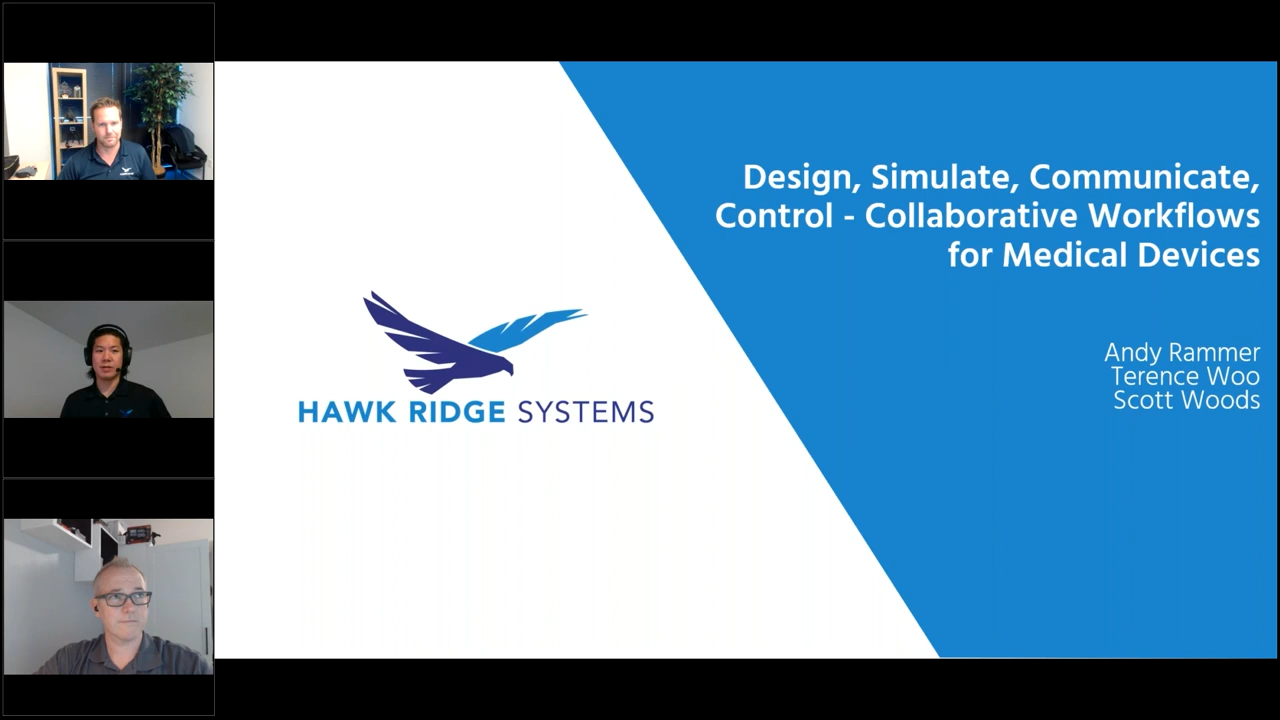 Design, Simulate, Communicate,
Control - Collaborative Workflows
for Medical Devices
Andy Rammer
Terence Woo
Scott Woods
HAWK RIDGE SYSTEMS